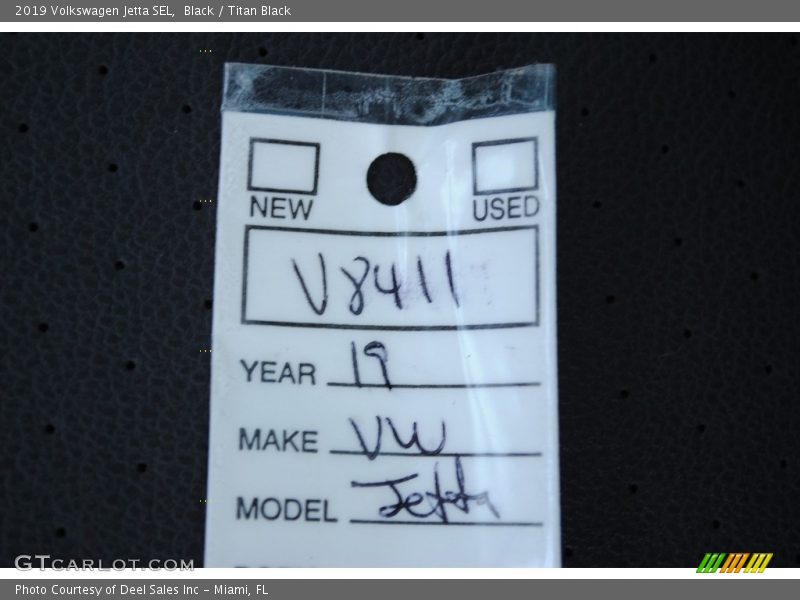 2019 Volkswagen Jetta SEL, Black / Titan Black
NEW USED
V8411
YEAR 19
MAKE VW
MODEL Jetta
GTCARLOT.COM
Photo Courtesy of Deel Sales Inc - Miami, FL